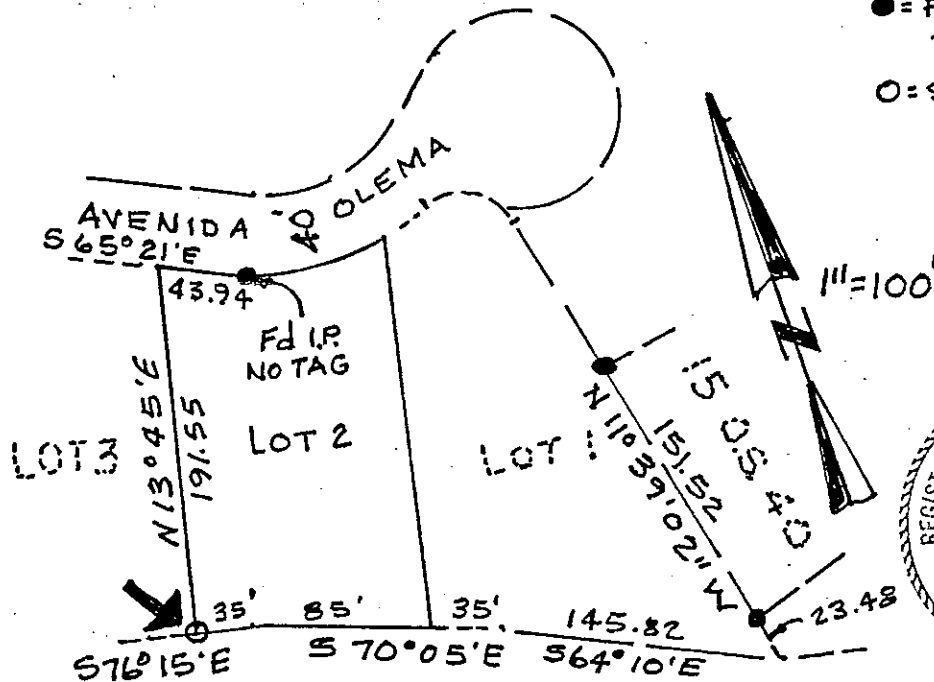 ●=
O=
AVENIDA OLEMA
40
S 65°21'E
43.94
Fd I.P.
NO TAG
1"=100'
N 13°45'E
191.55
LOT 3
LOT 2
LOT 1
N 11°39'02" W
151.52
15 O.S. 40
35'
85'
35'
145.82
23.48
S 76°15'E
S 70°05'E
S 64°10'E